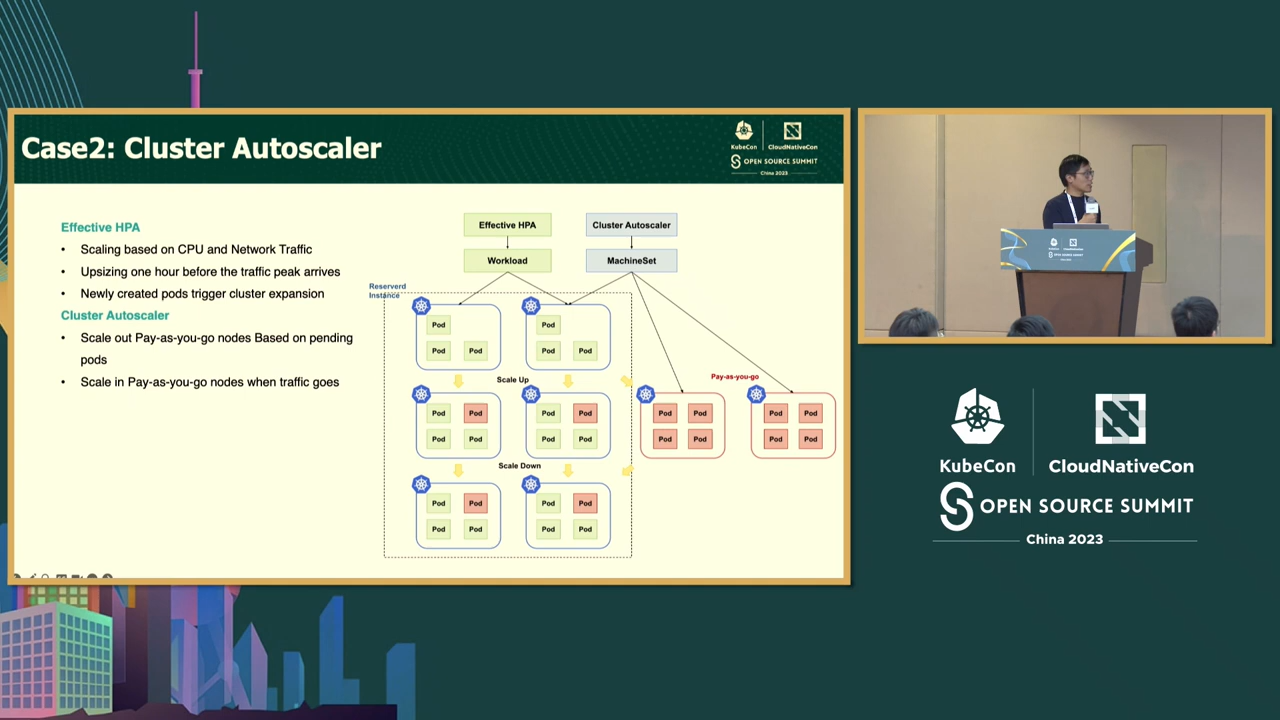 Case2: Cluster Autoscaler
KubeCon
CloudNativeCon
OPEN SOURCE SUMMIT
China 2023
Effective HPA
• Scaling based on CPU and Network Traffic
• Upsizing one hour before the traffic peak arrives
• Newly created pods trigger cluster expansion
Cluster Autoscaler
• Scale out Pay-as-you-go nodes Based on pending
pods
• Scale in Pay-as-you-go nodes when traffic goes
Effective HPA
Cluster Autoscaler
Workload
MachineSet
Reserverd
Instance
Pod
Pod
Pod Pod
Pod Pod
Scale Up
Pay-as-you-go
Pod Pod
Pod Pod
Pod Pod
Pod Pod
Pod Pod
Pod Pod
Pod Pod
Pod Pod
Scale Down
Pod Pod
Pod Pod
Pod Pod
Pod Pod
KubeCon
CloudNativeCon
OPEN SOURCE SUMMIT
China 2023